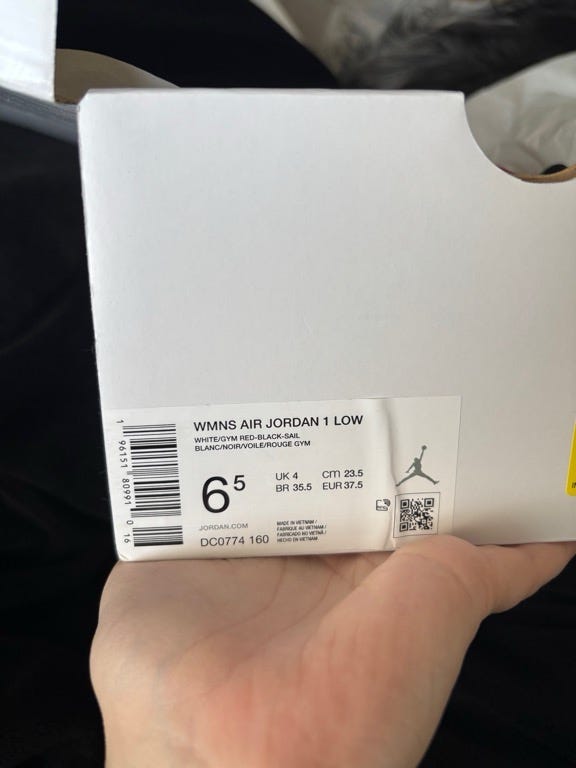 WMNS AIR JORDAN 1 LOW
WHITE/GYM RED-BLACK-SAIL
BLANC/NOIR/VOILE/ROUGE GYM
6⁵
UK 4 cm 23.5
BR 35.5 EUR 37.5
JORDAN.COM
DC0774 160
MADE IN VIETNAM /
FABRIQUE AU VIETNAM /
FABRICADO NO VIETNÃ /
HECHO EN VIETNAM
1 96151 80991 0 16